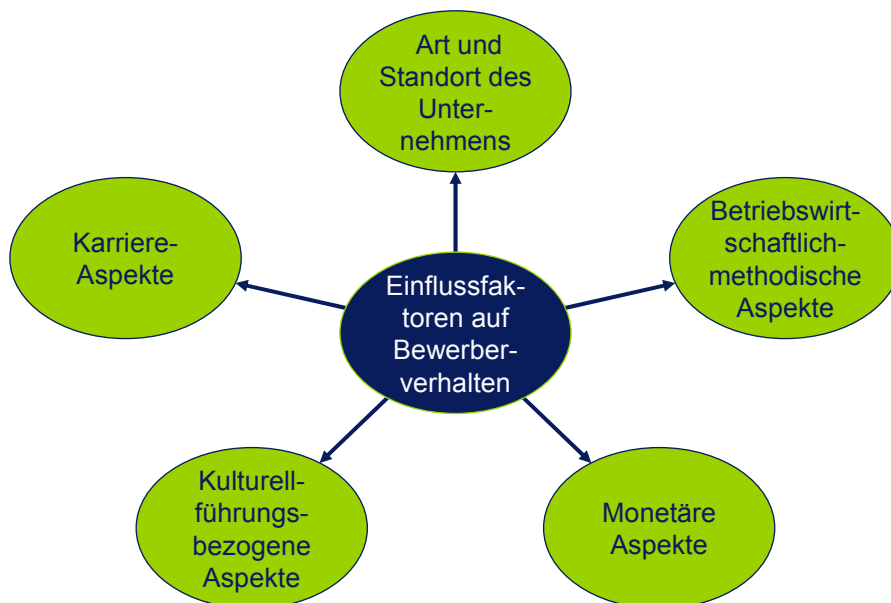 Art und
Standort des
Unter-
nehmens
Karriere-
Aspekte
Betriebswirt-
schaftlich-
methodische
Aspekte
Einflussfak-
toren auf
Bewerber-
verhalten
Kulturell-
führungs-
bezogene
Aspekte
Monetäre
Aspekte